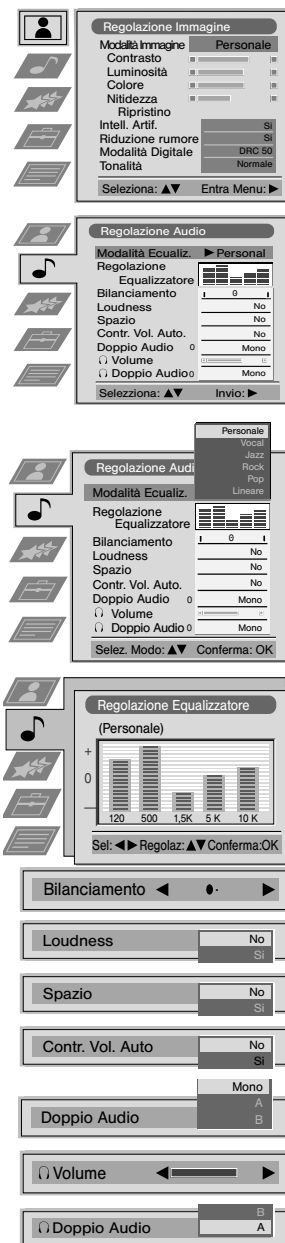 Regolazione Immagine
Modalità Immagine Personale
Contrasto
Luminosità
Colore
Nitidezza
Ripristino
Intell. Artif. Si
Riduzione rumore Si
Modalità Digitale DRC 50
Tonalità Normale
Seleziona: ▲▼ Entra Menu: ▶
Regolazione Audio
Modalità Ecualiz. ▶ Personal
Regolazione
Equalizzatore
Bilanciamento 0
Loudness No
Spazio No
Contr. Vol. Auto. No
Doppio Audio 0 Mono
Volume
Doppio Audio 0 Mono
Selezziona: ▲▼ Invio: ▶
Personale
Vocal
Jazz
Rock
Pop
Lineare
Regolazione Audi
Modalità Ecualiz.
Regolazione
Equalizzatore
Bilanciamento 0
Loudness No
Spazio No
Contr. Vol. Auto. No
Doppio Audio 0 Mono
Volume
Doppio Audio 0 Mono
Selez. Modo: ▲▼ Conferma: OK
Regolazione Equalizzatore
(Personale)
+
0
—
120 500 1,5K 5 K 10 K
Sel: ◀▶ Regolaz: ▲▼ Conferma:OK
Bilanciamento ◀ ▶
Loudness No
Si
Spazio No
Si
Contr. Vol. Auto No
Si
Mono
A
Doppio Audio B
Volume ◀ ▶
B
Doppio Audio A